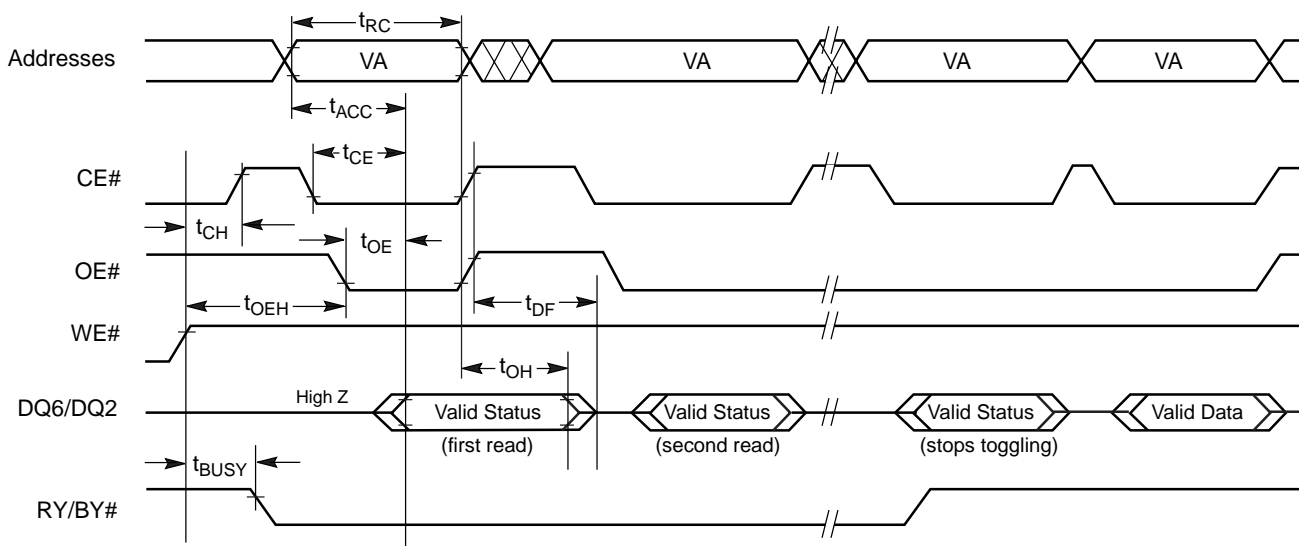 tRC
Addresses VA VA VA VA
tACC
tCE
CE#
tCH
tOE
OE#
tOEH
tDF
WE#
tOH
High Z
DQ6/DQ2 Valid Status Valid Status Valid Status Valid Data
(first read) (second read) (stops toggling)
tBUSY
RY/BY#